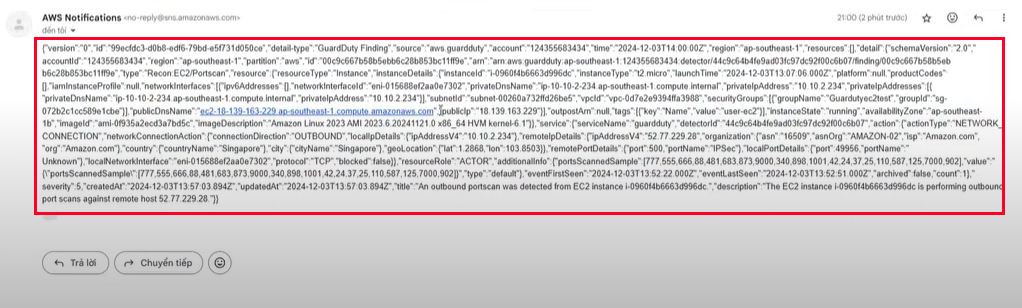 AWS Notifications <no-reply@sns.amazonaws.com>
21:00 (2 phút trước)
đến tôi
{"version":"0","id":"99ecfdc3-d0b8-edf6-79bd-e5f731d050ce","detail-type":"GuardDuty Finding","source":"aws.guardduty","account":"124355683434","time":"2024-12-03T14:00:00Z","region":"ap-southeast-1","resources":[],"detail":{"schemaVersion":"2.0","
accountId":"124355683434","region":"ap-southeast-1","partition":"aws","id":"00c9c667b58b5ebb6c28b853bc11ff9e","arn":"arn:aws:guardduty:ap-southeast-1:124355683434:detector/44c9c64b4fe9ad03fc97dc92f00c6b07/finding/00c9c667b58b5eb
b6c28b853bc11ff9e","type":"Recon:EC2/Portscan","resource":{"resourceType":"Instance","instanceDetails":{"instanceId":"i-0960f4b6663d996dc","instanceType":"t2.micro","launchTime":"2024-12-03T13:07:06.000Z","platform":null,"productCodes":
[],"iamInstanceProfile":null,"networkInterfaces":[{"ipv6Addresses":[],"networkInterfaceId":"eni-015688ef2aa0e7302","privateDnsName":"ip-10-10-2-234.ap-southeast-1.compute.internal","privateIpAddress":"10.10.2.234","privateIpAddresses":[{
"privateDnsName":"ip-10-10-2-234.ap-southeast-1.compute.internal","privateIpAddress":"10.10.2.234"}],"subnetId":"subnet-00260a732ffd26be5","vpcId":"vpc-0d7e2e9394ffa3988","securityGroups":[{"groupName":"Guardutyec2test","groupId":"sg-
072b2c1cc589e1cbe"}],"publicDnsName":"ec2-18-139-163-229.ap-southeast-1.compute.amazonaws.com","publicIp":"18.139.163.229"}],"outpostArn":null,"tags":[{"key":"Name","value":"user-ec2"}],"instanceState":"running","availabilityZone":"ap-southeast-
1b","imageId":"ami-0f935a2ecd3a7bd5c","imageDescription":"Amazon Linux 2023 AMI 2023.6.20241121.0 x86_64 HVM kernel-6.1"},"service":{"serviceName":"guardduty","detectorId":"44c9c64b4fe9ad03fc97dc92f00c6b07","action":{"actionType":"NETWORK_
CONNECTION","networkConnectionAction":{"connectionDirection":"OUTBOUND","localIpDetails":{"ipAddressV4":"10.10.2.234"},"remoteIpDetails":{"ipAddressV4":"52.77.229.28","organization":{"asn":"16509","asnOrg":"AMAZON-02","isp":"Amazon.com",
"org":"Amazon.com"},"country":{"countryName":"Singapore"},"city":{"cityName":"Singapore"},"geoLocation":{"lat":1.2868,"lon":103.8503}},"remotePortDetails":{"port":500,"portName":"IPSec"},"localPortDetails":{"port":49956,"portName":"
Unknown"},"localNetworkInterface":"eni-015688ef2aa0e7302","protocol":"TCP","blocked":false}},"resourceRole":"ACTOR","additionalInfo":{"portsScannedSample":[777,555,666,88,481,683,873,9000,340,898,1001,42,24,37,25,110,587,125,7000,902],"value":"
{\"portsScannedSample\":[777,555,666,88,481,683,873,9000,340,898,1001,42,24,37,25,110,587,125,7000,902]}","type":"default"},"eventFirstSeen":"2024-12-03T13:52:22.000Z","eventLastSeen":"2024-12-03T13:52:51.000Z","archived":false,"count":1},"
severity":5,"createdAt":"2024-12-03T13:57:03.894Z","updatedAt":"2024-12-03T13:57:03.894Z","title":"An outbound portscan was detected from EC2 instance i-0960f4b6663d996dc.","description":"The EC2 instance i-0960f4b6663d996dc is performing outbound
port scans against remote host 52.77.229.28."}}
Trả lời
Chuyển tiếp